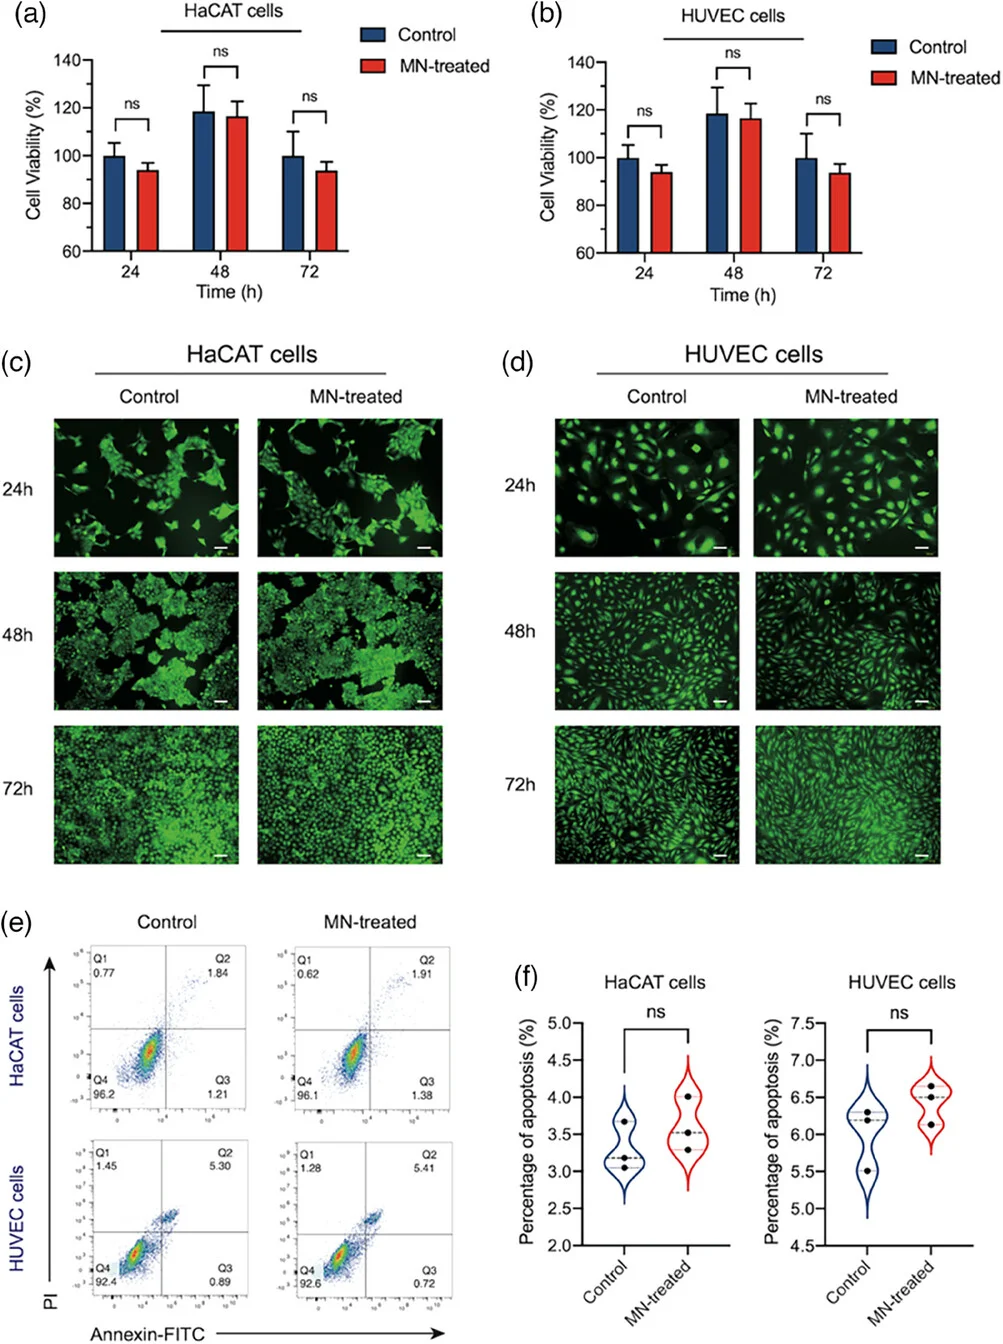 (a)
HaCAT cells
Control
MN-treated
Cell Viability (%)
140
120
100
80
60
ns
ns
ns
24
48
72
Time (h)
(b)
HUVEC cells
Control
MN-treated
Cell Viability (%)
140
120
100
80
60
ns
ns
ns
24
48
72
Time (h)
(c)
HaCAT cells
Control
MN-treated
24h
48h
72h
(d)
HUVEC cells
Control
MN-treated
24h
48h
72h
(e)
Control
MN-treated
HaCAT cells
Q1
0.77
Q2
1.84
Q4
96.2
Q3
1.21
Q1
0.62
Q2
1.91
Q4
96.1
Q3
1.38
HUVEC cells
Q1
1.45
Q2
5.30
Q4
92.4
Q3
0.89
Q1
1.28
Q2
5.41
Q4
92.6
Q3
0.72
PI
Annexin-FITC
(f)
HaCAT cells
ns
Percentage of apoptosis (%)
5.0
4.5
4.0
3.5
3.0
2.5
2.0
Control
MN-treated
HUVEC cells
ns
Percentage of apoptosis (%)
7.5
7.0
6.5
6.0
5.5
5.0
4.5
Control
MN-treated